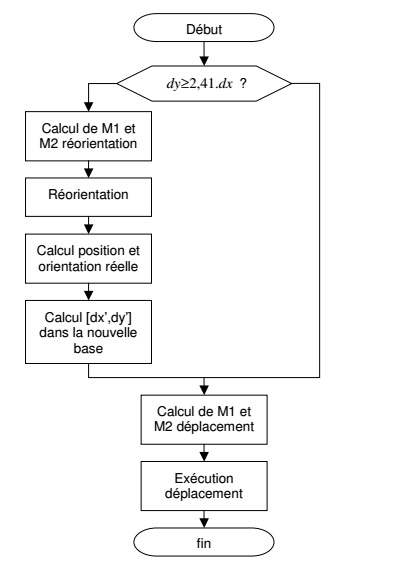 Début
dy≥2,41.dx ?
Calcul de M1 et
M2 réorientation
Réorientation
Calcul position et
orientation réelle
Calcul [dx',dy']
dans la nouvelle
base
Calcul de M1 et
M2 déplacement
Exécution
déplacement
fin